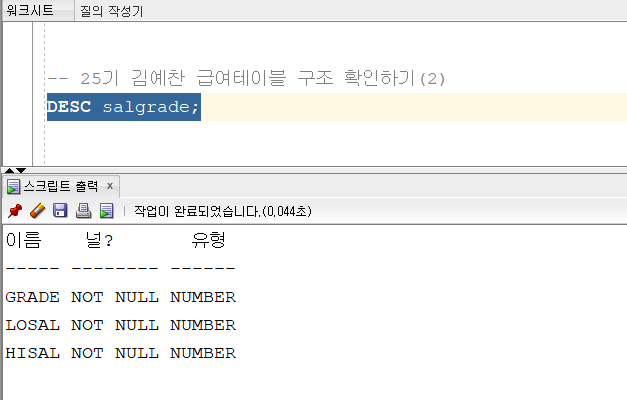 워크시트 질의 작성기
-- 25기 김예찬 급여테이블 구조 확인하기(2)
DESC salgrade;
스크립트 출력 x
작업이 완료되었습니다.(0.044초)
이름 널? 유형
----- -------- ------
GRADE NOT NULL NUMBER
LOSAL NOT NULL NUMBER
HISAL NOT NULL NUMBER